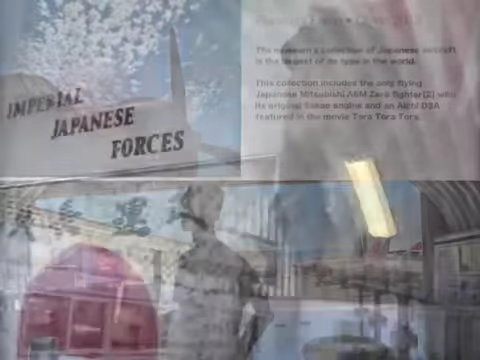 IMPERIAL
JAPANESE
FORCES
The museum's collection of Japanese aircraft
is the largest of its type in the world.
This collection includes the only flying
Japanese Mitsubishi A6M Zero fighter(2) with
its original Sakae engine and an Aichi D3A
featured in the movie Tora Tora Tora.